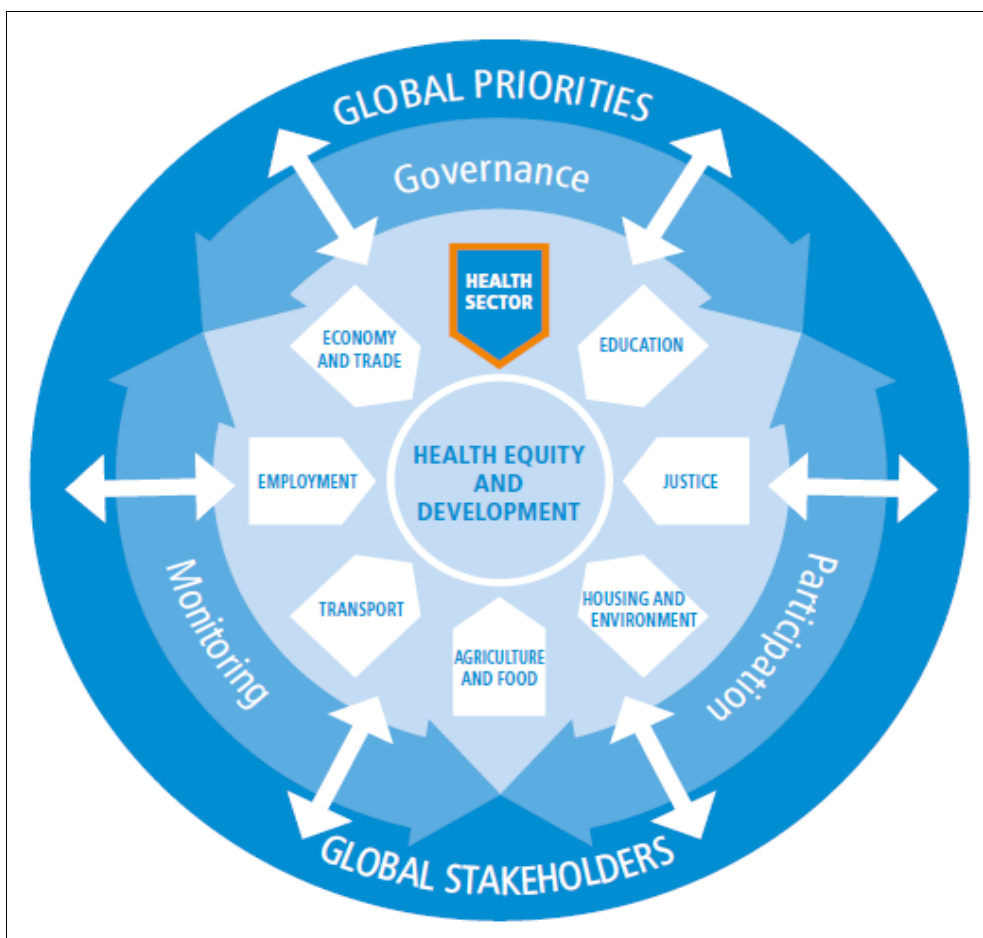 GLOBAL PRIORITIES
Governance
HEALTH
SECTOR
ECONOMY
AND TRADE
EDUCATION
HEALTH EQUITY
AND
DEVELOPMENT
EMPLOYMENT
JUSTICE
Monitoring
Participation
TRANSPORT
HOUSING AND
ENVIRONMENT
AGRICULTURE
AND FOOD
GLOBAL STAKEHOLDERS